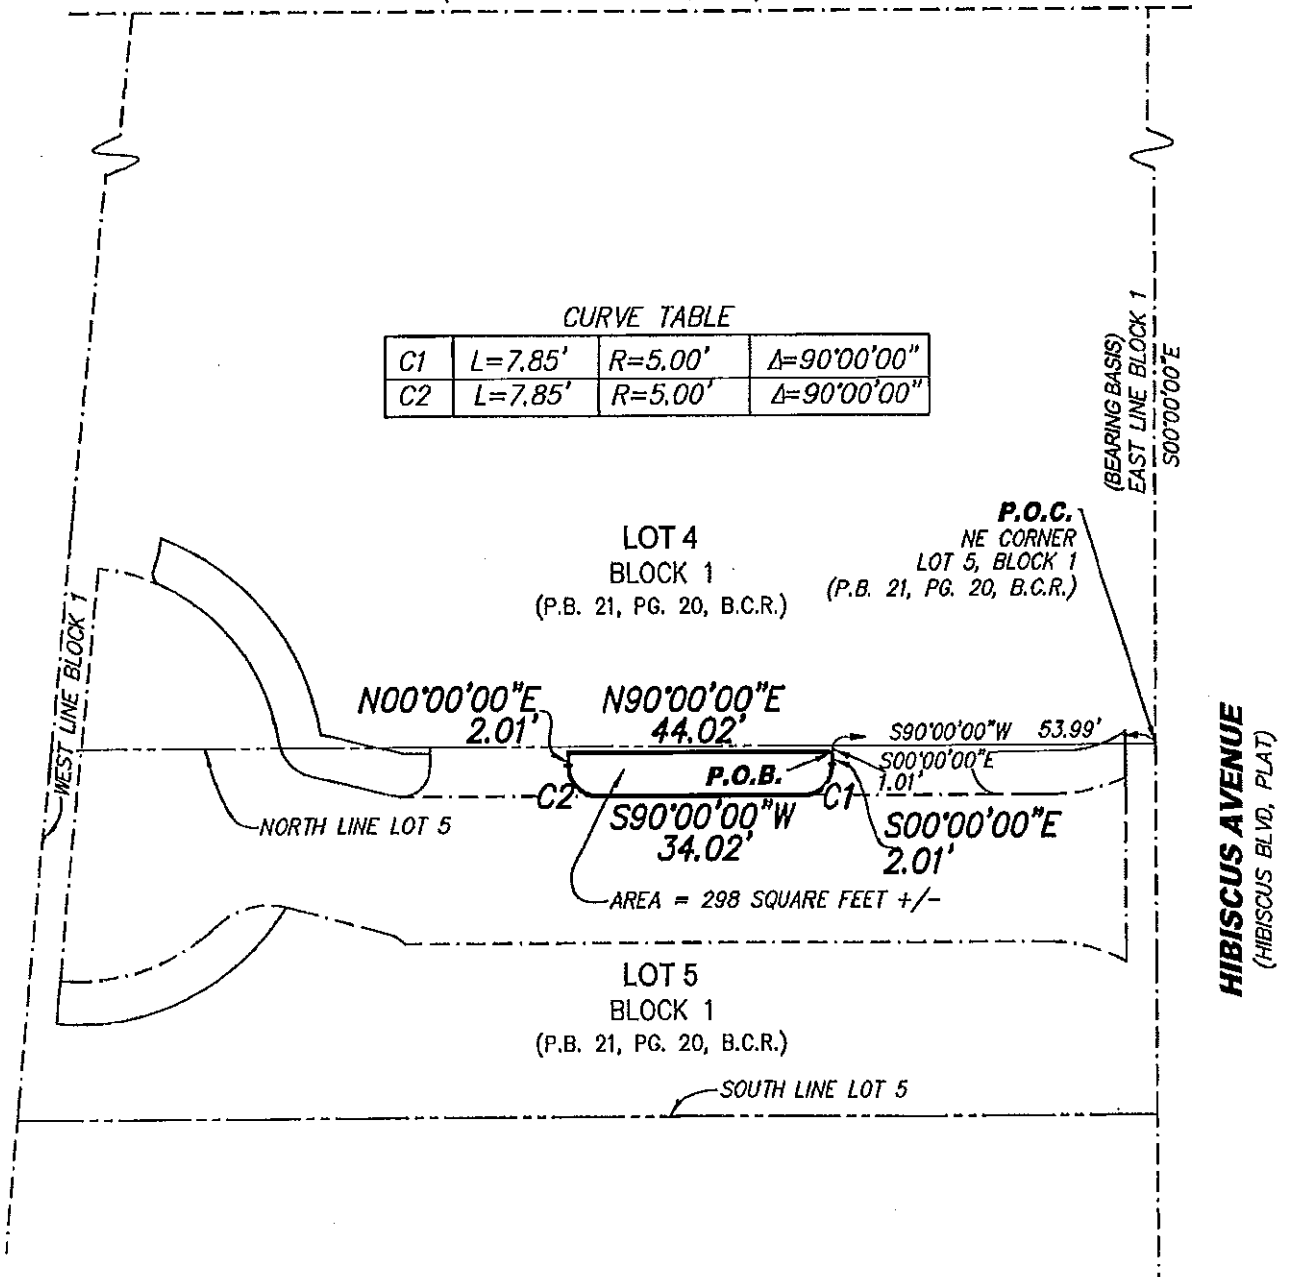 CURVE TABLE
C1 L=7.85' R=5.00' Δ=90°00'00"
C2 L=7.85' R=5.00' Δ=90°00'00"
(BEARING BASIS)
EAST LINE BLOCK 1
S00°00'00"E
P.O.C.
NE CORNER
LOT 5, BLOCK 1
(P.B. 21, PG. 20, B.C.R.)
LOT 4
BLOCK 1
(P.B. 21, PG. 20, B.C.R.)
WEST LINE BLOCK 1
N00°00'00"E
2.01'
N90°00'00"E
44.02'
S90°00'00"W 53.99'
S00°00'00"E
1.01'
P.O.B.
C2
C1
S90°00'00"W
34.02'
S00°00'00"E
2.01'
NORTH LINE LOT 5
AREA = 298 SQUARE FEET +/-
HIBISCUS AVENUE
(HIBISCUS BLVD, PLAT)
LOT 5
BLOCK 1
(P.B. 21, PG. 20, B.C.R.)
SOUTH LINE LOT 5